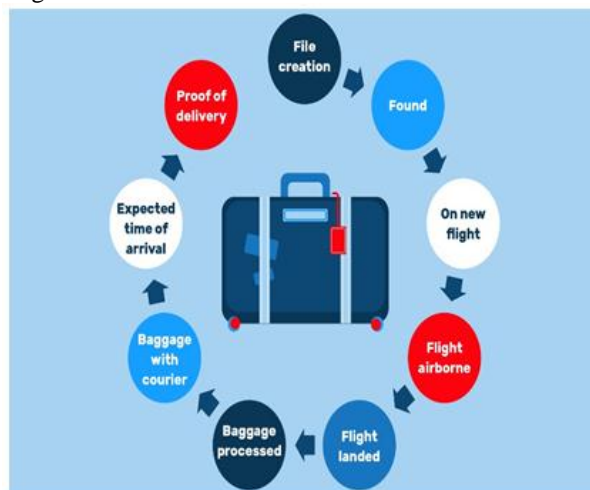 File
creation
Found
On new
flight
Flight
airborne
Flight
landed
Baggage
processed
Baggage
with
courier
Expected
time of
arrival
Proof of
delivery